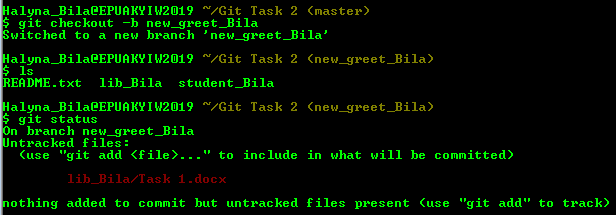 Halyna_Bila@EPUAKYIW2019 ~/Git Task 2 (master)
$ git checkout -b new_greet_Bila
Switched to a new branch 'new_greet_Bila'
Halyna_Bila@EPUAKYIW2019 ~/Git Task 2 (new_greet_Bila)
$ ls
README.txt  lib_Bila  student_Bila
Halyna_Bila@EPUAKYIW2019 ~/Git Task 2 (new_greet_Bila)
$ git status
On branch new_greet_Bila
Untracked files:
  (use "git add <file>..." to include in what will be committed)
        lib_Bila/Task 1.docx
nothing added to commit but untracked files present (use "git add" to track)